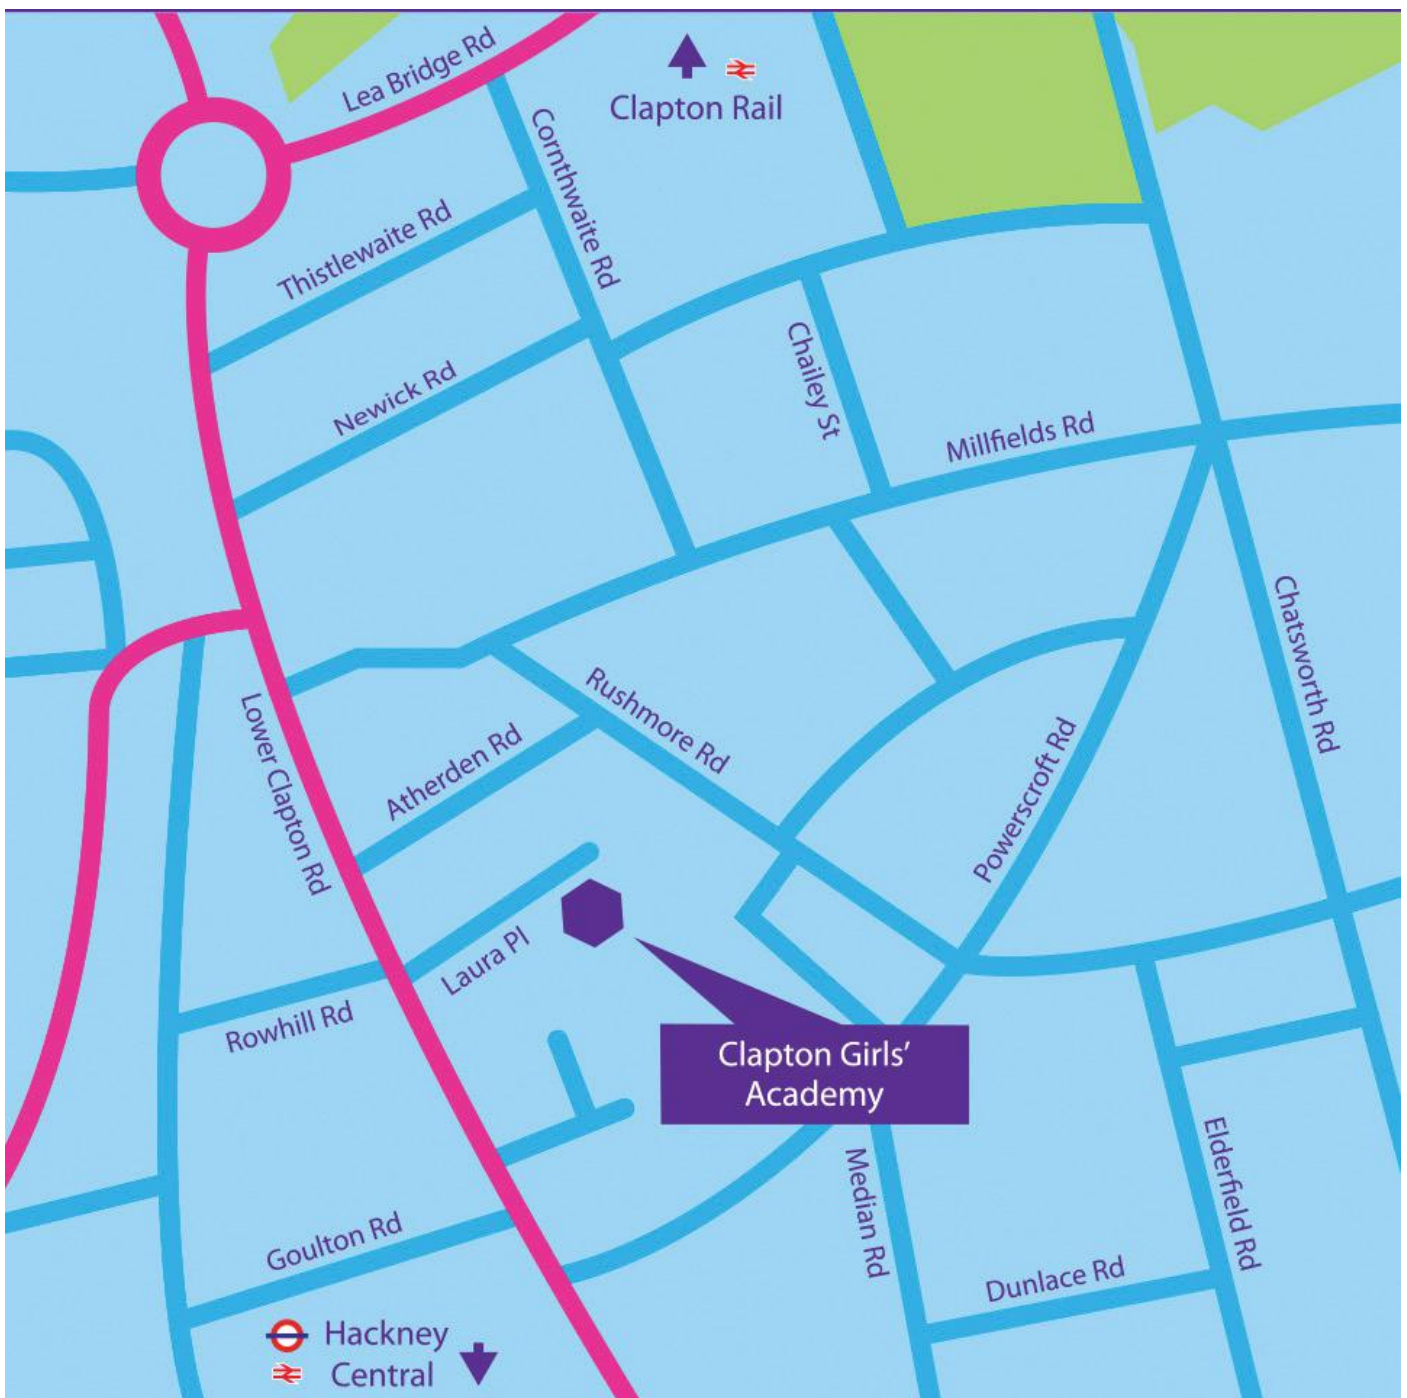 Lea Bridge Rd
Clapton Rail
Cornthwaite Rd
Thistlewaite Rd
Newick Rd
Chailey St
Millfields Rd
Chatsworth Rd
Rushmore Rd
Lower Clapton Rd
Atherden Rd
Powerscroft Rd
Laura Pl
Rowhill Rd
Clapton Girls'
Academy
Elderfield Rd
Median Rd
Goulton Rd
Dunlace Rd
Hackney
Central